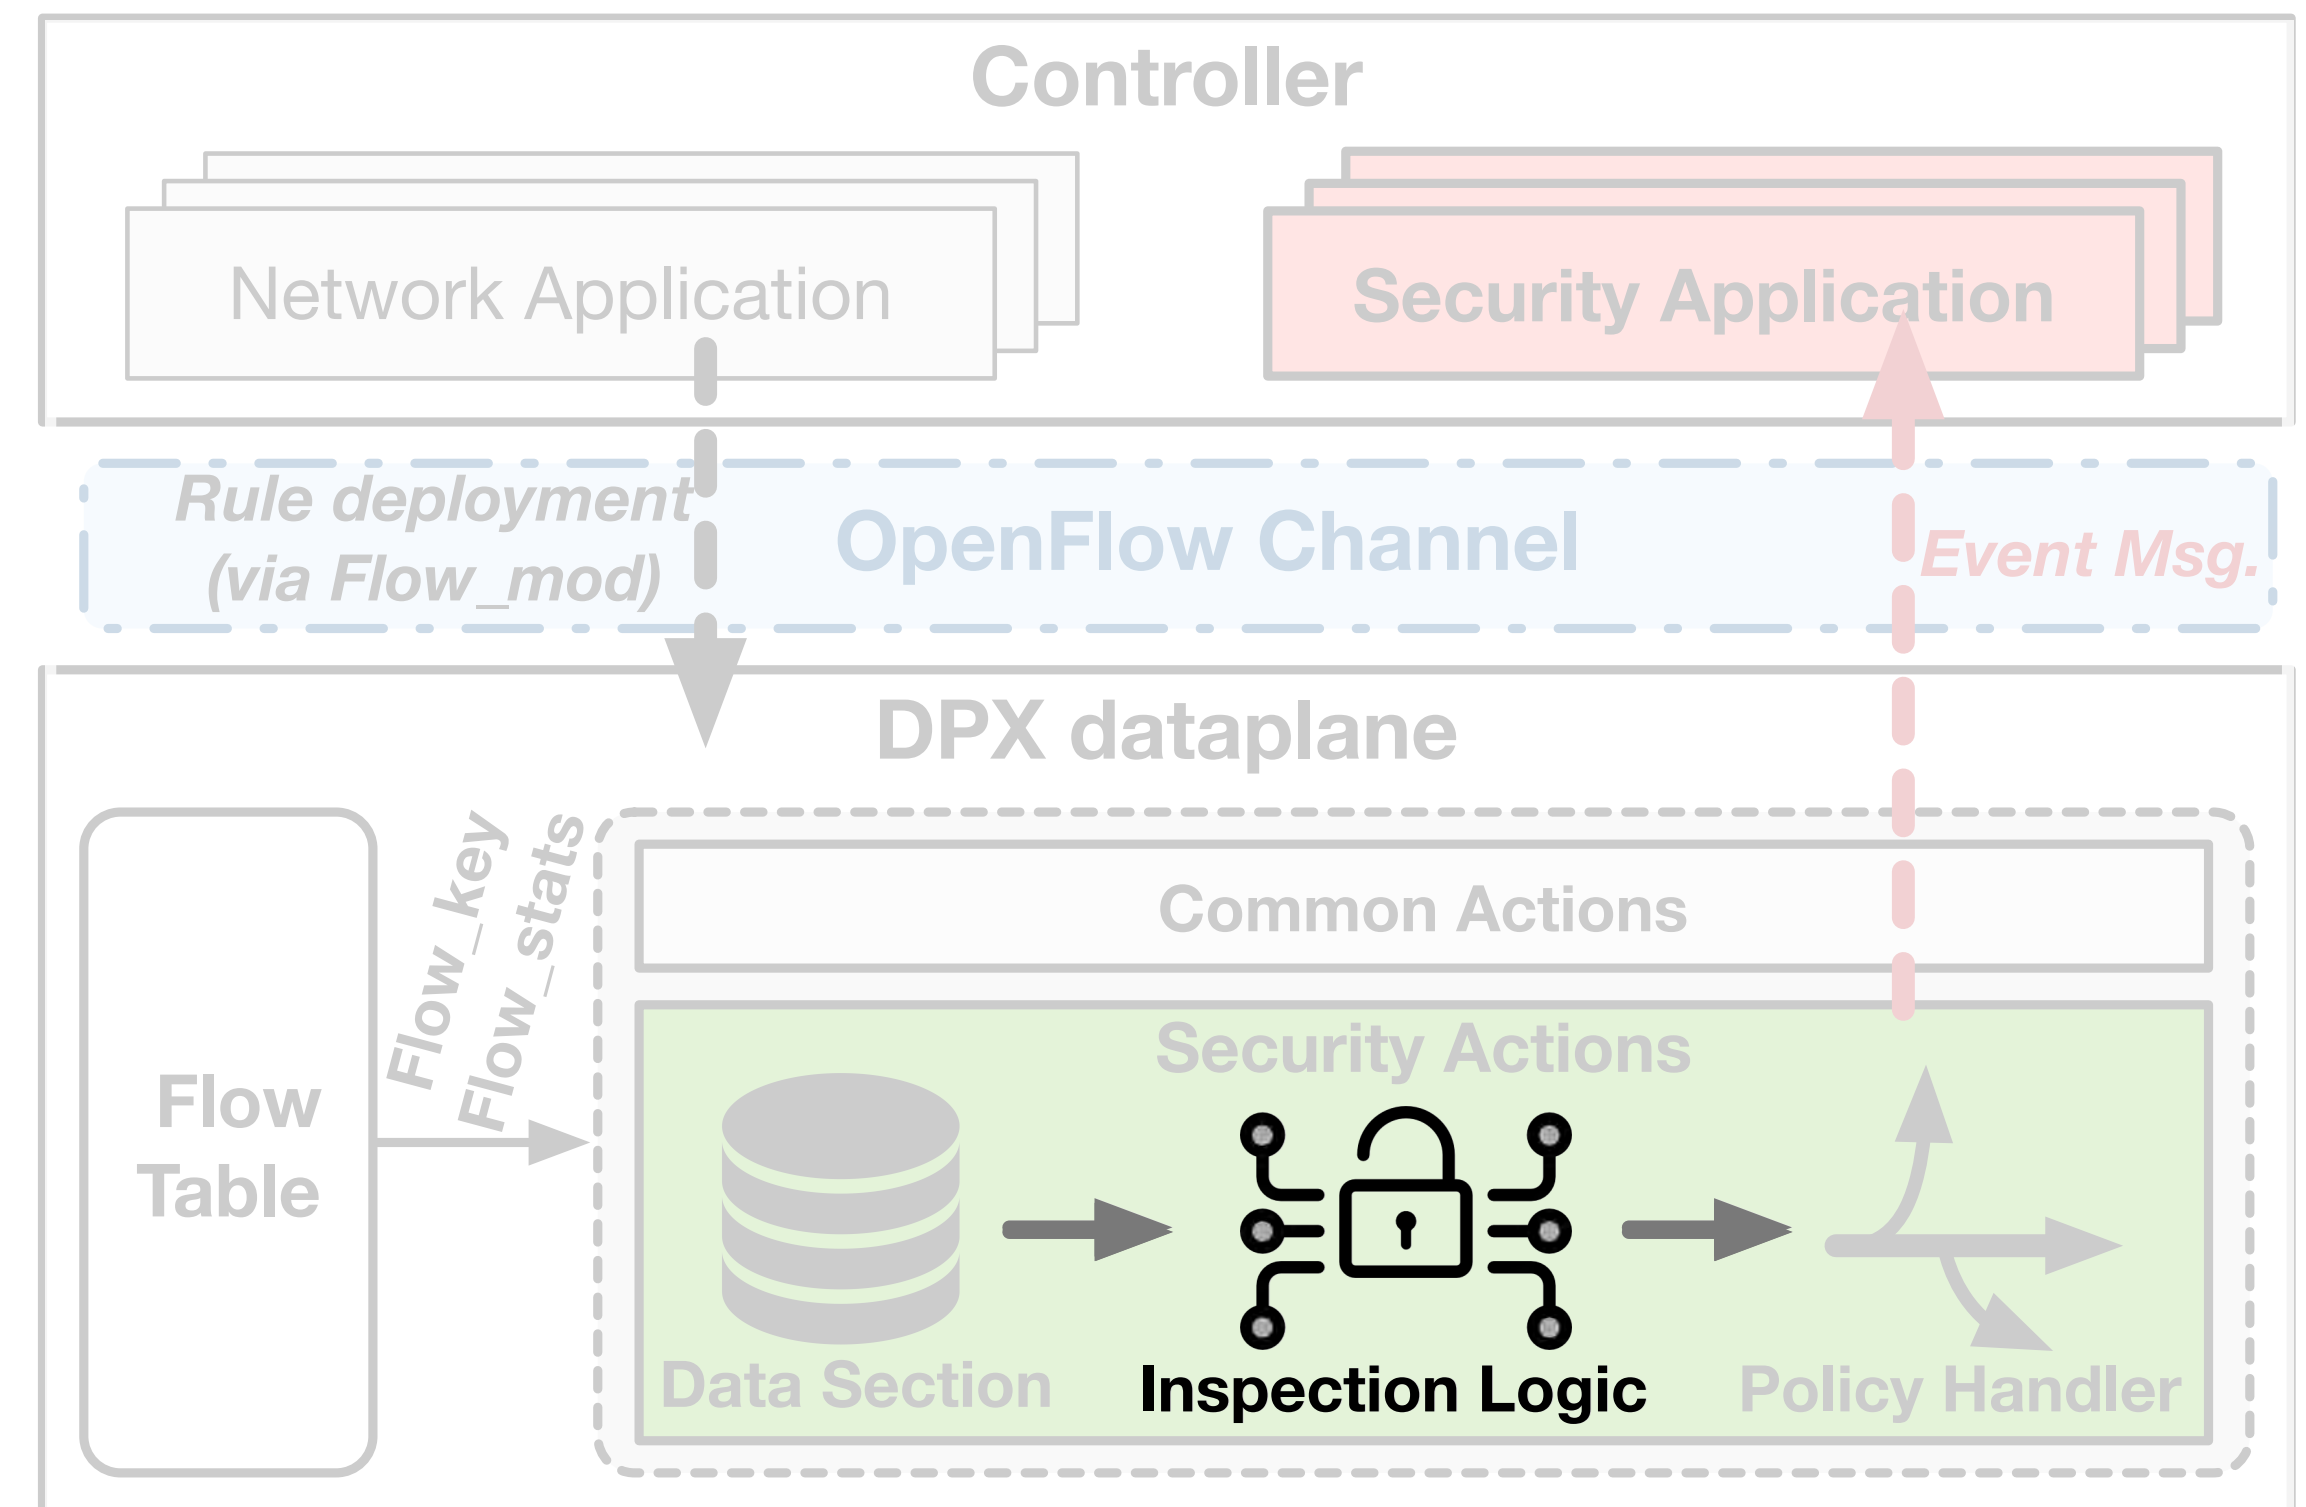 Controller
Network Application
Security Application
Rule deployment
(via Flow_mod)
OpenFlow Channel
Event Msg.
DPX dataplane
Flow_key
Flow_stats
Flow
Table
Common Actions
Security Actions
Data Section
Inspection Logic
Policy Handler